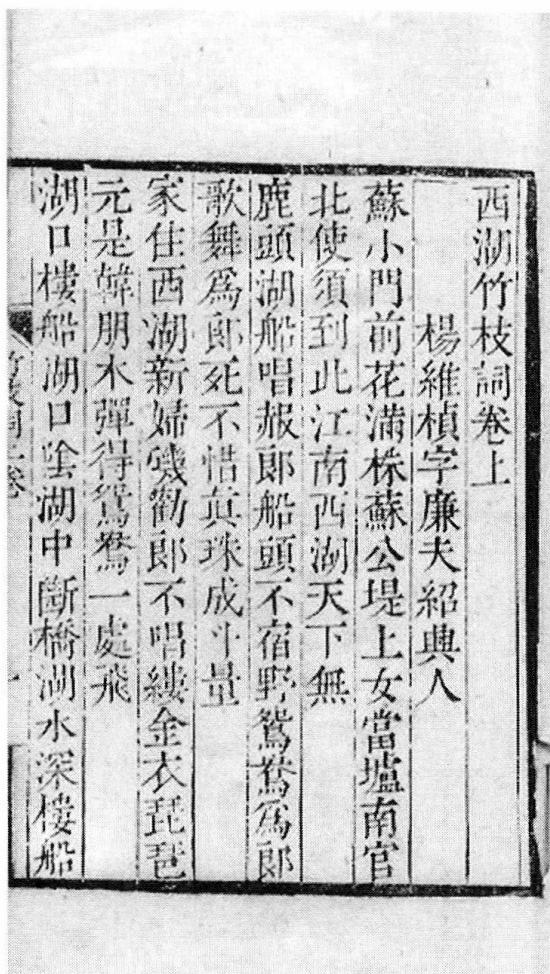 西湖竹枝詞卷上
楊維楨字廉夫紹興人
蘇小門前花滿株蘇公堤上女當壚南官
北使須到此江南西湖天下無
鹿頭湖船唱赧郎船頭不宿野鴛鴦爲郎
歌舞爲郎死不惜眞珠成斗量
家住西湖新婦磯勸郎不唱縷金衣琵琶
元是韓朋木彈得鴛鴦一處飛
湖口樓船湖口陰湖中斷橋湖水深樓船
竹枝詞上卷